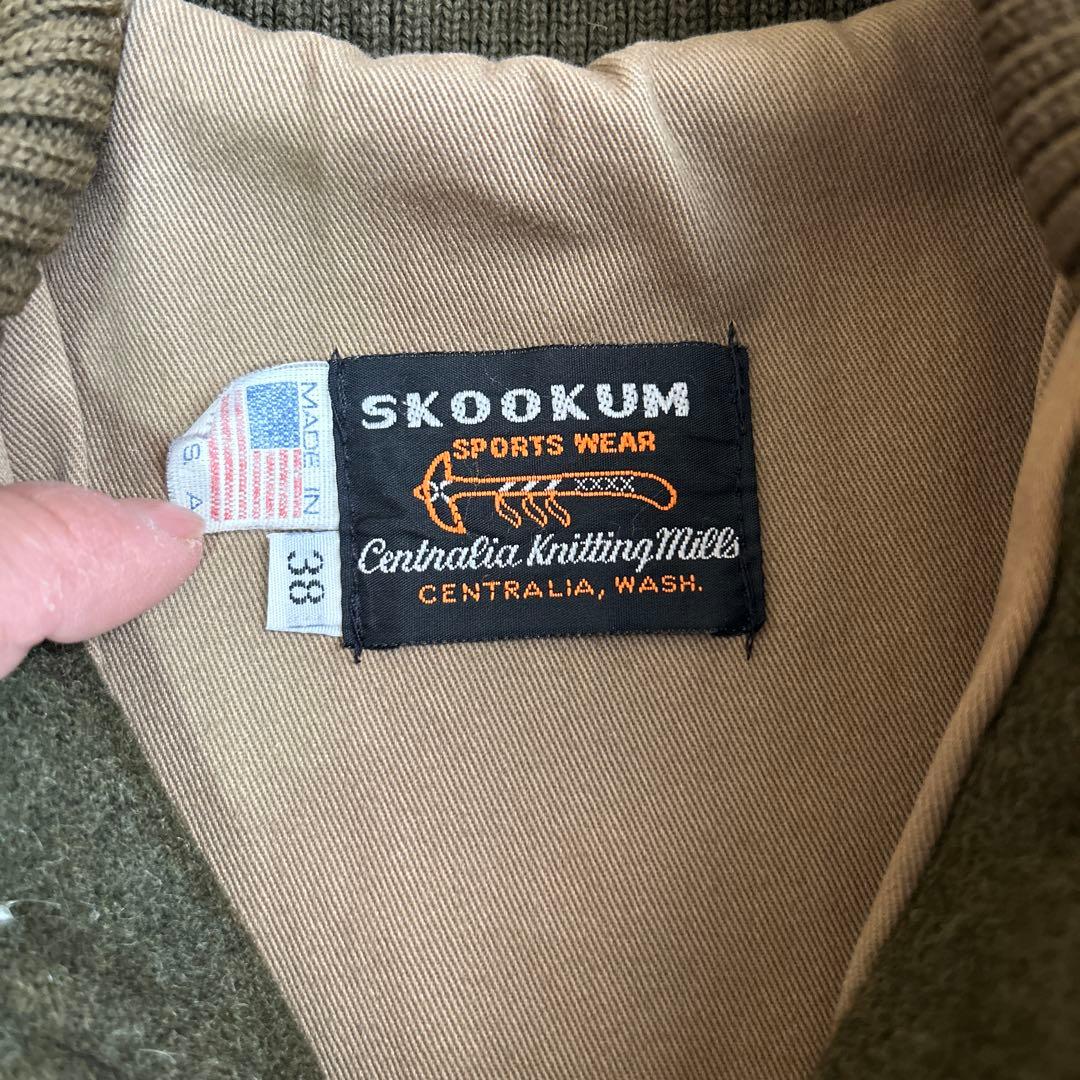 SKOOKUM
SPORTS WEAR
Centralia Knitting Mills
CENTRALIA, WASH.
MADE IN
U.S.A
38